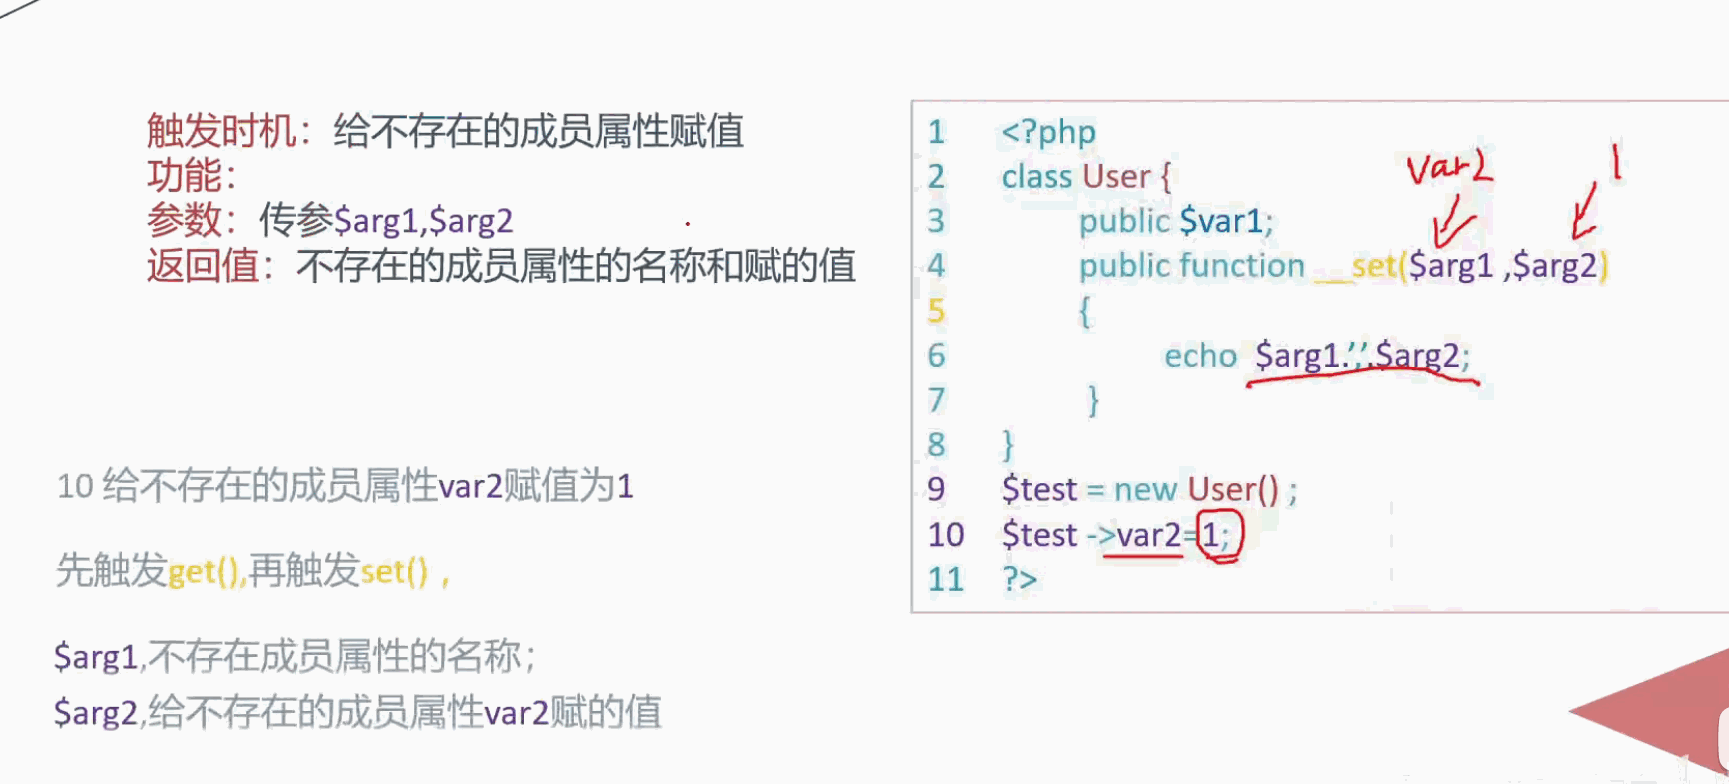 触发时机：给不存在的成员属性赋值
功能：
参数：传参$arg1,$arg2
返回值：不存在的成员属性的名称和赋的值
10 给不存在的成员属性var2赋值为1
先触发get(),再触发set()，
$arg1,不存在成员属性的名称；
$arg2,给不存在的成员属性var2赋的值
1 <?php
2 class User {
3 public $var1;
var2 1
4 public function __set($arg1 ,$arg2)
5 {
6 echo $arg1.’,’.$arg2;
7 }
8 }
9 $test = new User() ;
10 $test ->var2=1;
11 ?>